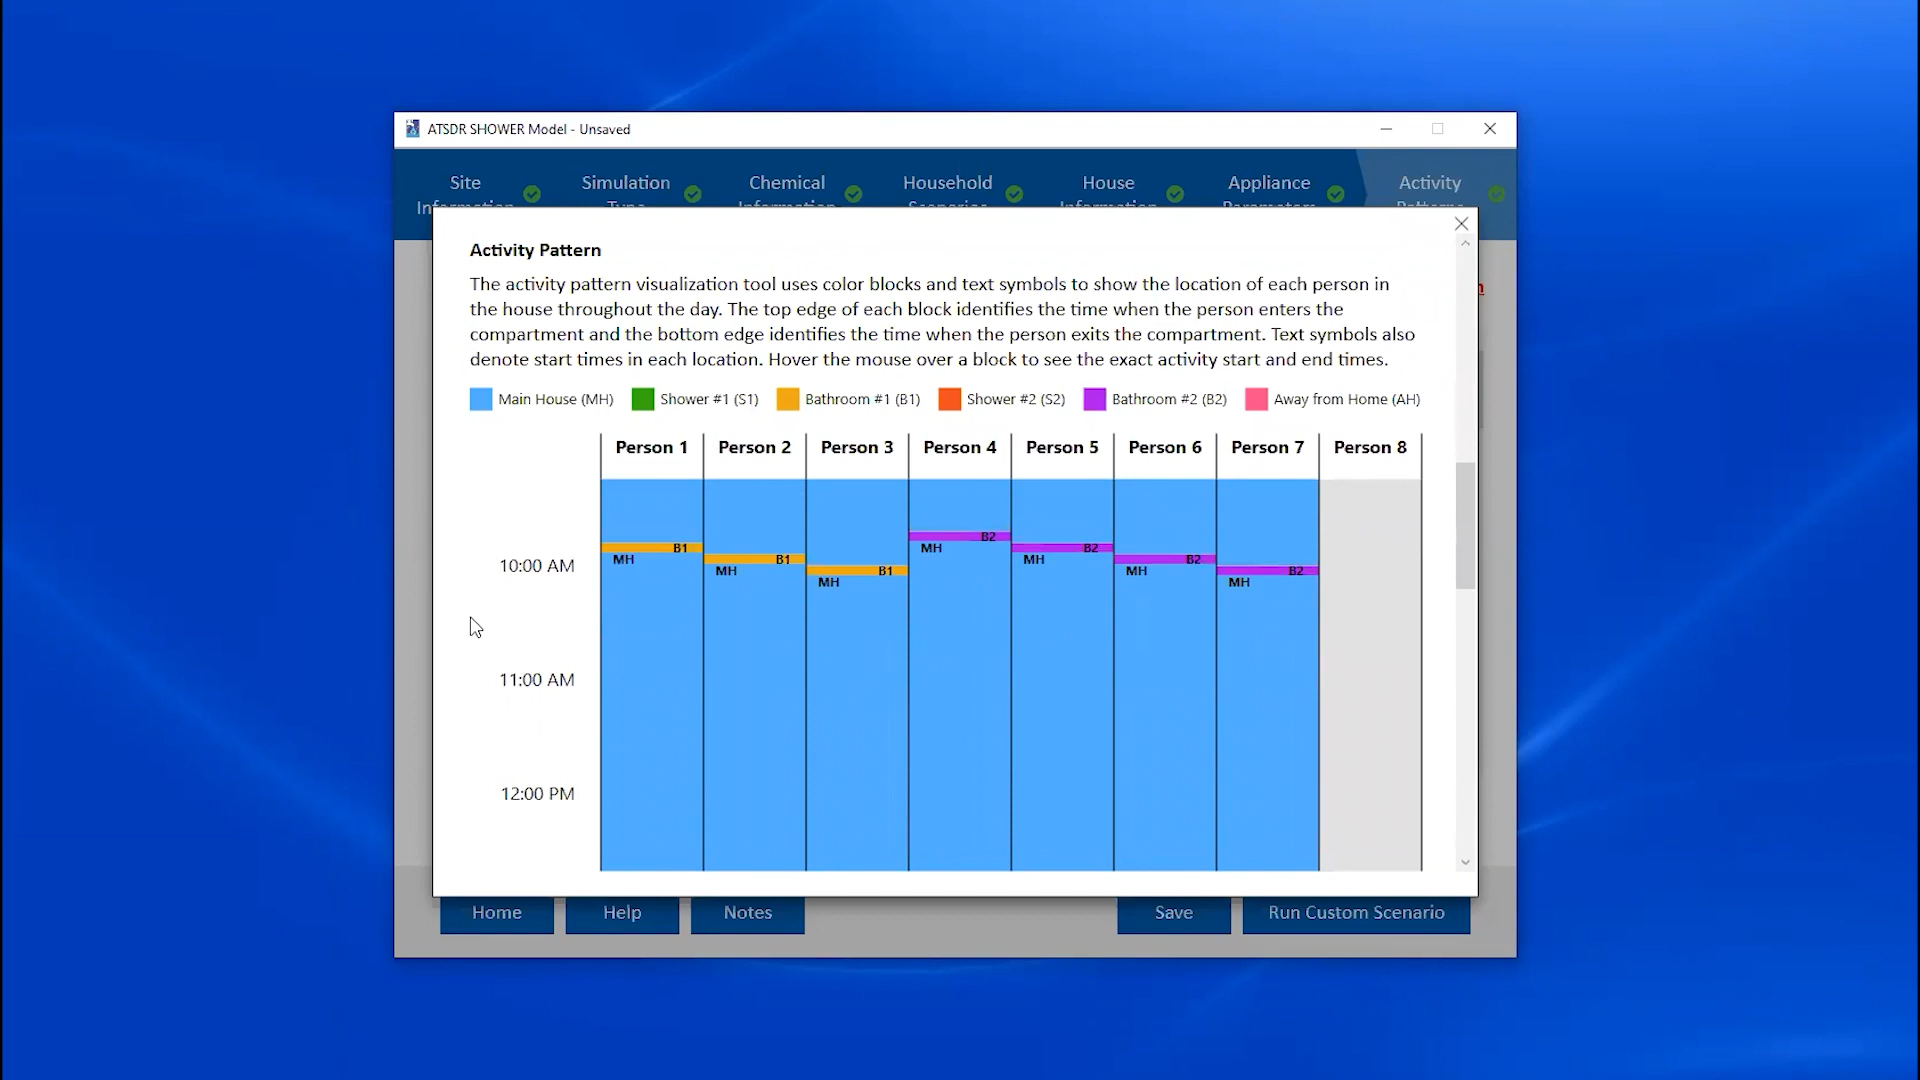 ATSDR SHOWER Model - Unsaved
Site Simulation Chemical Household House Appliance Activity
Information Type Information Scenarios Information Parameters Patterns
Activity Pattern
The activity pattern visualization tool uses color blocks and text symbols to show the location of each person in
the house throughout the day. The top edge of each block identifies the time when the person enters the
compartment and the bottom edge identifies the time when the person exits the compartment. Text symbols also
denote start times in each location. Hover the mouse over a block to see the exact activity start and end times.
Main House (MH) Shower #1 (S1) Bathroom #1 (B1) Shower #2 (S2) Bathroom #2 (B2) Away from Home (AH)
Person 1 Person 2 Person 3 Person 4 Person 5 Person 6 Person 7 Person 8
B2
B1 MH B2
MH B1 MH B2
10:00 AM MH B1 MH B2
MH MH
11:00 AM
12:00 PM
Home Help Notes Save Run Custom Scenario